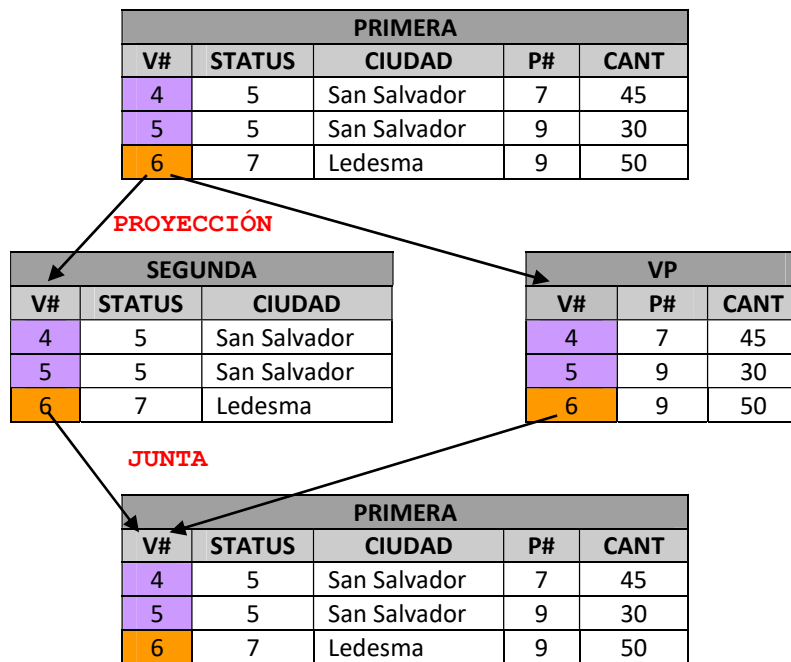 PRIMERA
V# STATUS CIUDAD P# CANT
4 5 San Salvador 7 45
5 5 San Salvador 9 30
6 7 Ledesma 9 50
PROYECCIÓN
SEGUNDA
V# STATUS CIUDAD
4 5 San Salvador
5 5 San Salvador
6 7 Ledesma
VP
V# P# CANT
4 7 45
5 9 30
6 9 50
JUNTA
PRIMERA
V# STATUS CIUDAD P# CANT
4 5 San Salvador 7 45
5 5 San Salvador 9 30
6 7 Ledesma 9 50